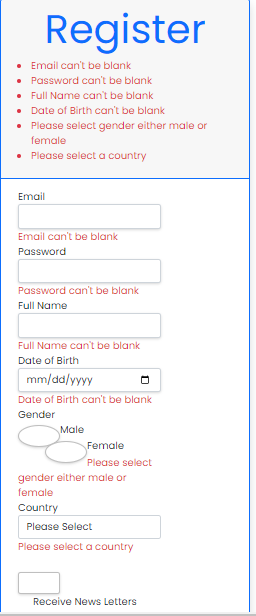 Register
Email can't be blank
Password can't be blank
Full Name can't be blank
Date of Birth can't be blank
Please select gender either male or
female
Please select a country
Email
Email can't be blank
Password
Password can't be blank
Full Name
Full Name can't be blank
Date of Birth
mm/dd/yyyy
Date of Birth can't be blank
Gender
Male
Female
Please select
gender either male or
female
Country
Please Select
Please select a country
Receive News Letters